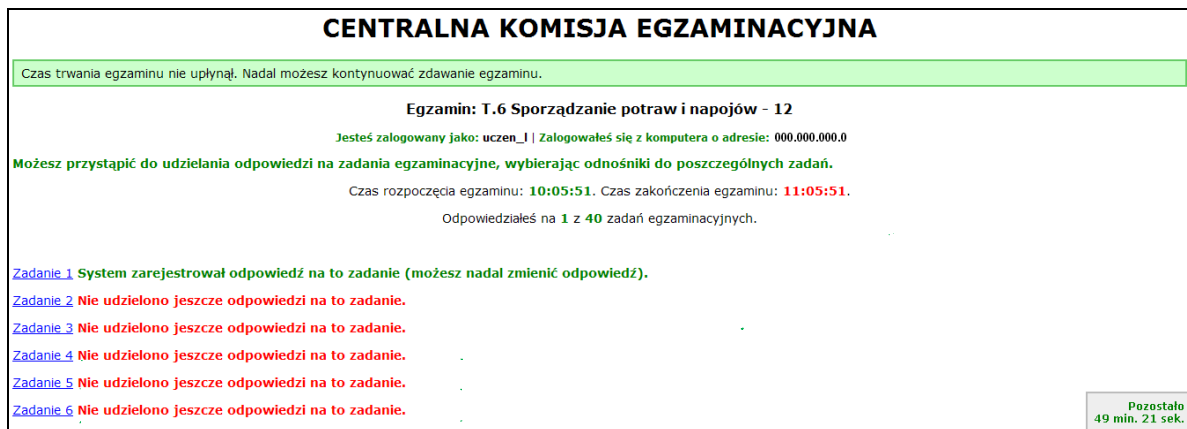 CENTRALNA KOMISJA EGZAMINACYJNA
Czas trwania egzaminu nie upłynął. Nadal możesz kontynuować zdawanie egzaminu.
Egzamin: T.6 Sporządzanie potraw i napojów - 12
Jesteś zalogowany jako: uczen_l | Zalogowałeś się z komputera o adresie: 000.000.000.0
Możesz przystąpić do udzielania odpowiedzi na zadania egzaminacyjne, wybierając odnośniki do poszczególnych zadań.
Czas rozpoczęcia egzaminu: 10:05:51. Czas zakończenia egzaminu: 11:05:51.
Odpowiedziałeś na 1 z 40 zadań egzaminacyjnych.
Zadanie 1 System zarejestrował odpowiedź na to zadanie (możesz nadal zmienić odpowiedź).
Zadanie 2 Nie udzielono jeszcze odpowiedzi na to zadanie.
Zadanie 3 Nie udzielono jeszcze odpowiedzi na to zadanie.
Zadanie 4 Nie udzielono jeszcze odpowiedzi na to zadanie.
Zadanie 5 Nie udzielono jeszcze odpowiedzi na to zadanie.
Zadanie 6 Nie udzielono jeszcze odpowiedzi na to zadanie.
Pozostało
49 min. 21 sek.